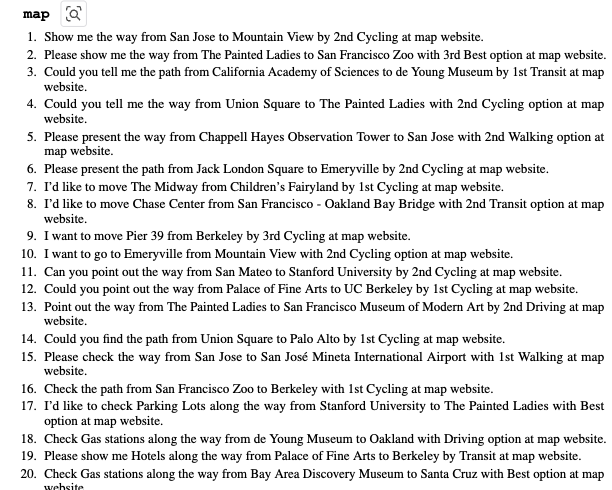 map
1. Show me the way from San Jose to Mountain View by 2nd Cycling at map website.
2. Please show me the way from The Painted Ladies to San Francisco Zoo with 3rd Best option at map website.
3. Could you tell me the path from California Academy of Sciences to de Young Museum by 1st Transit at map
website.
4. Could you tell me the way from Union Square to The Painted Ladies with 2nd Cycling option at map
website.
5. Please present the way from Chappell Hayes Observation Tower to San Jose with 2nd Walking option at
map website.
6. Please present the path from Jack London Square to Emeryville by 2nd Cycling at map website.
7. I'd like to move The Midway from Children's Fairyland by 1st Cycling at map website.
8. I'd like to move Chase Center from San Francisco - Oakland Bay Bridge with 2nd Transit option at map
website.
9. I want to move Pier 39 from Berkeley by 3rd Cycling at map website.
10. I want to go to Emeryville from Mountain View with 2nd Cycling option at map website.
11. Can you point out the way from San Mateo to Stanford University by 2nd Cycling at map website.
12. Could you point out the way from Palace of Fine Arts to UC Berkeley by 1st Cycling at map website.
13. Point out the way from The Painted Ladies to San Francisco Museum of Modern Art by 2nd Driving at map
website.
14. Could you find the path from Union Square to Palo Alto by 1st Cycling at map website.
15. Please check the way from San Jose to San José Mineta International Airport with 1st Walking at map
website.
16. Check the path from San Francisco Zoo to Berkeley with 1st Cycling at map website.
17. I'd like to check Parking Lots along the way from Stanford University to The Painted Ladies with Best
option at map website.
18. Check Gas stations along the way from de Young Museum to Oakland with Driving option at map website.
19. Please show me Hotels along the way from Palace of Fine Arts to Berkeley by Transit at map website.
20. Check Gas stations along the way from Bay Area Discovery Museum to Santa Cruz with Best option at map
website